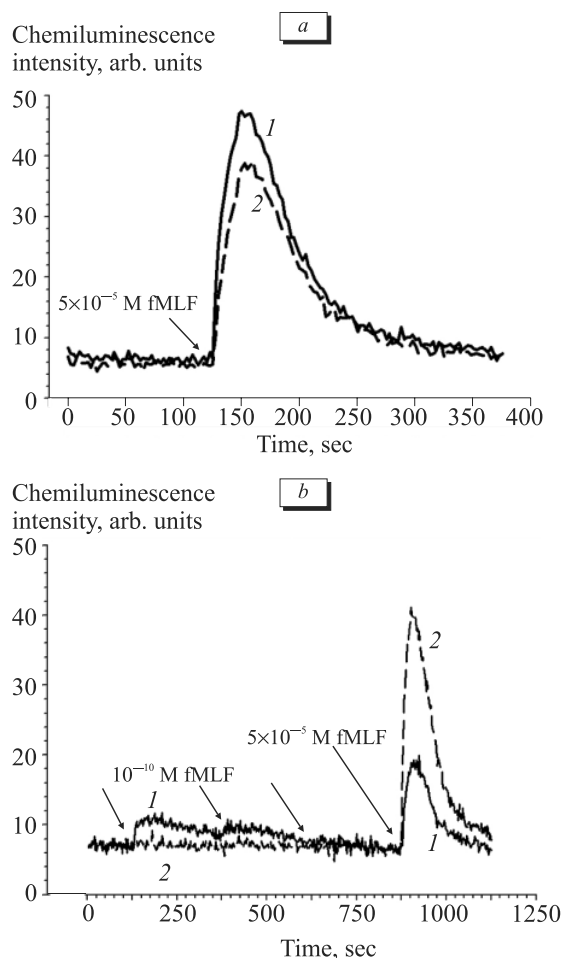 Chemiluminescence
intensity, arb. units
a
50
1
40
2
30
20
5×10⁻⁵ M fMLF
10
0
0 50 100 150 200 250 300 350 400
Time, sec
Chemiluminescence
intensity, arb. units
b
50
40
2
30
20
5×10⁻⁵ M fMLF
10⁻¹⁰ M fMLF
1
10
1
2
0
0 250 500 750 1000 1250
Time, sec